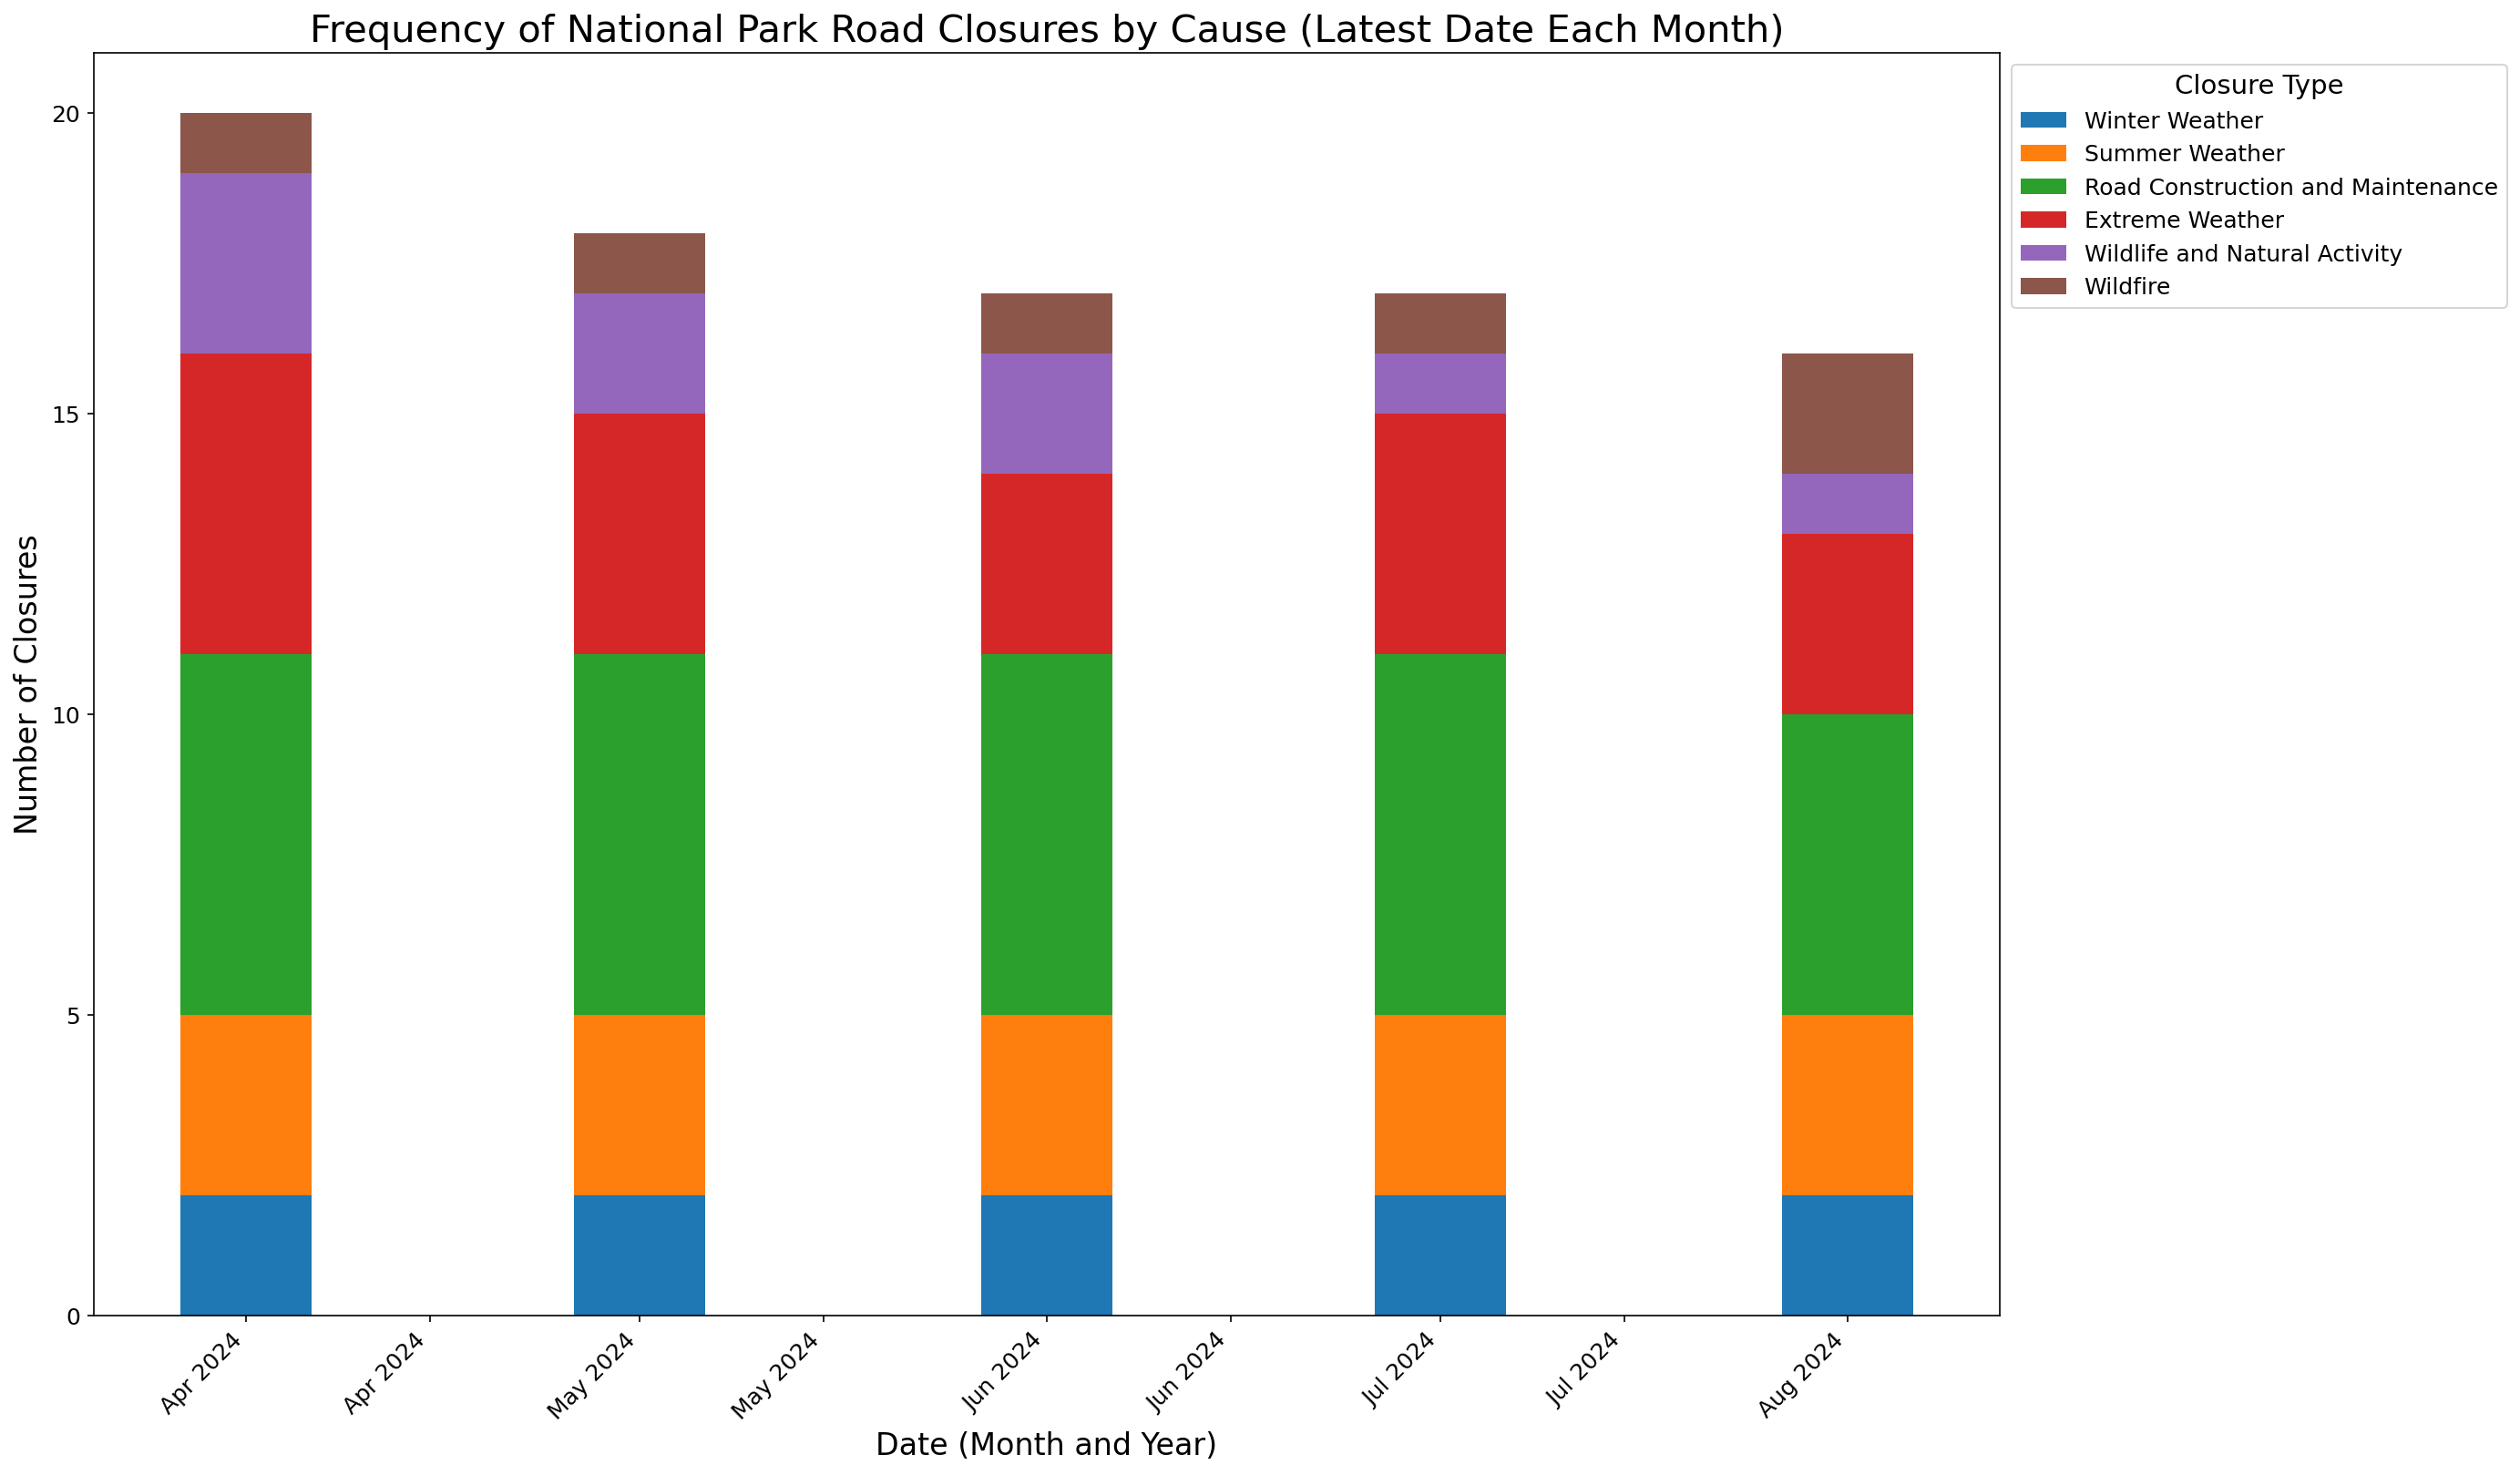 Frequency of National Park Road Closures by Cause (Latest Date Each Month)
Closure Type
Winter Weather
Summer Weather
Road Construction and Maintenance
Extreme Weather
Wildlife and Natural Activity
Wildfire
Number of Closures
20
15
10
5
0
Apr 2024
Apr 2024
May 2024
May 2024
Jun 2024
Jun 2024
Jul 2024
Jul 2024
Aug 2024
Date (Month and Year)